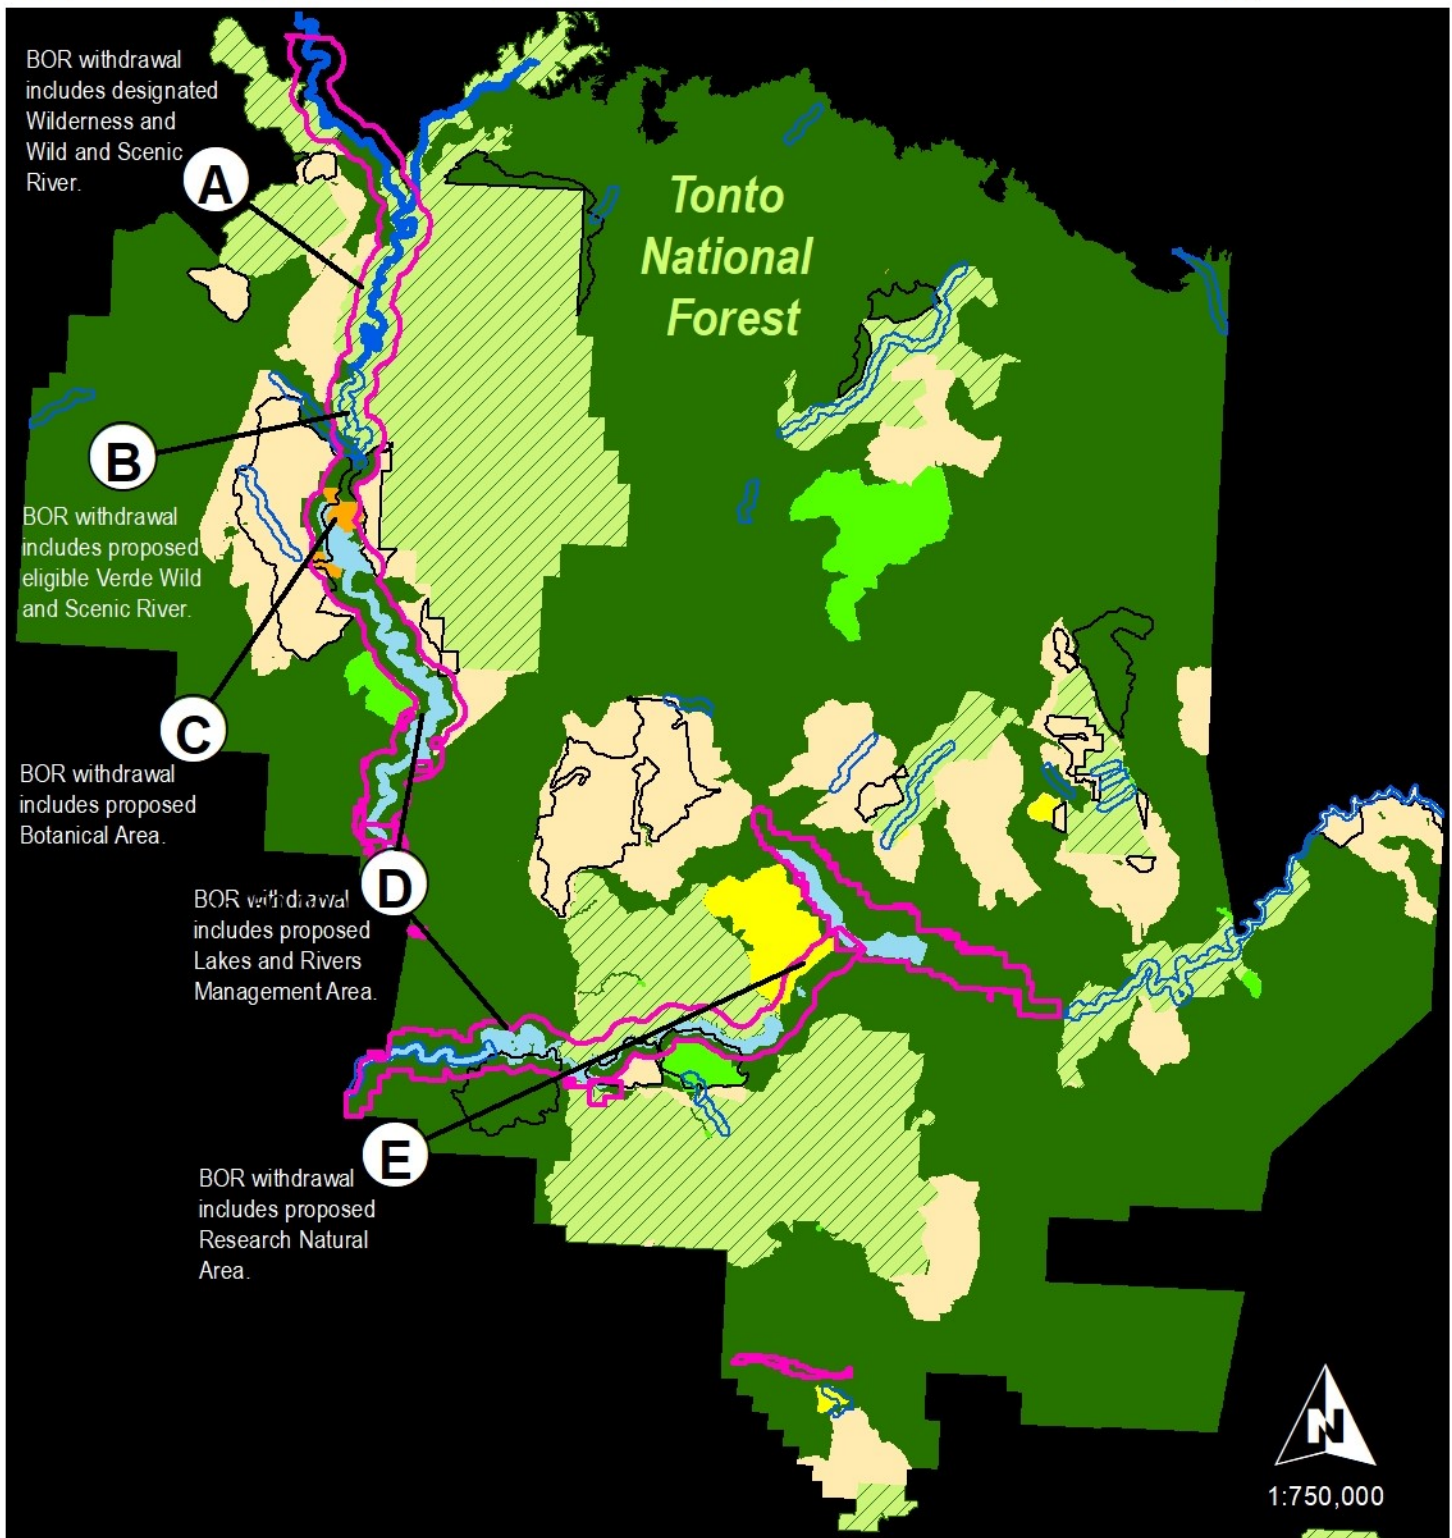 BOR withdrawal
includes designated
Wilderness and
Wild and Scenic
River.
A
Tonto
National
Forest
B
BOR withdrawal
includes proposed
eligible Verde Wild
and Scenic River.
C
BOR withdrawal
includes proposed
Botanical Area.
D
BOR withdrawal
includes proposed
Lakes and Rivers
Management Area.
E
BOR withdrawal
includes proposed
Research Natural
Area.
N
1:750,000